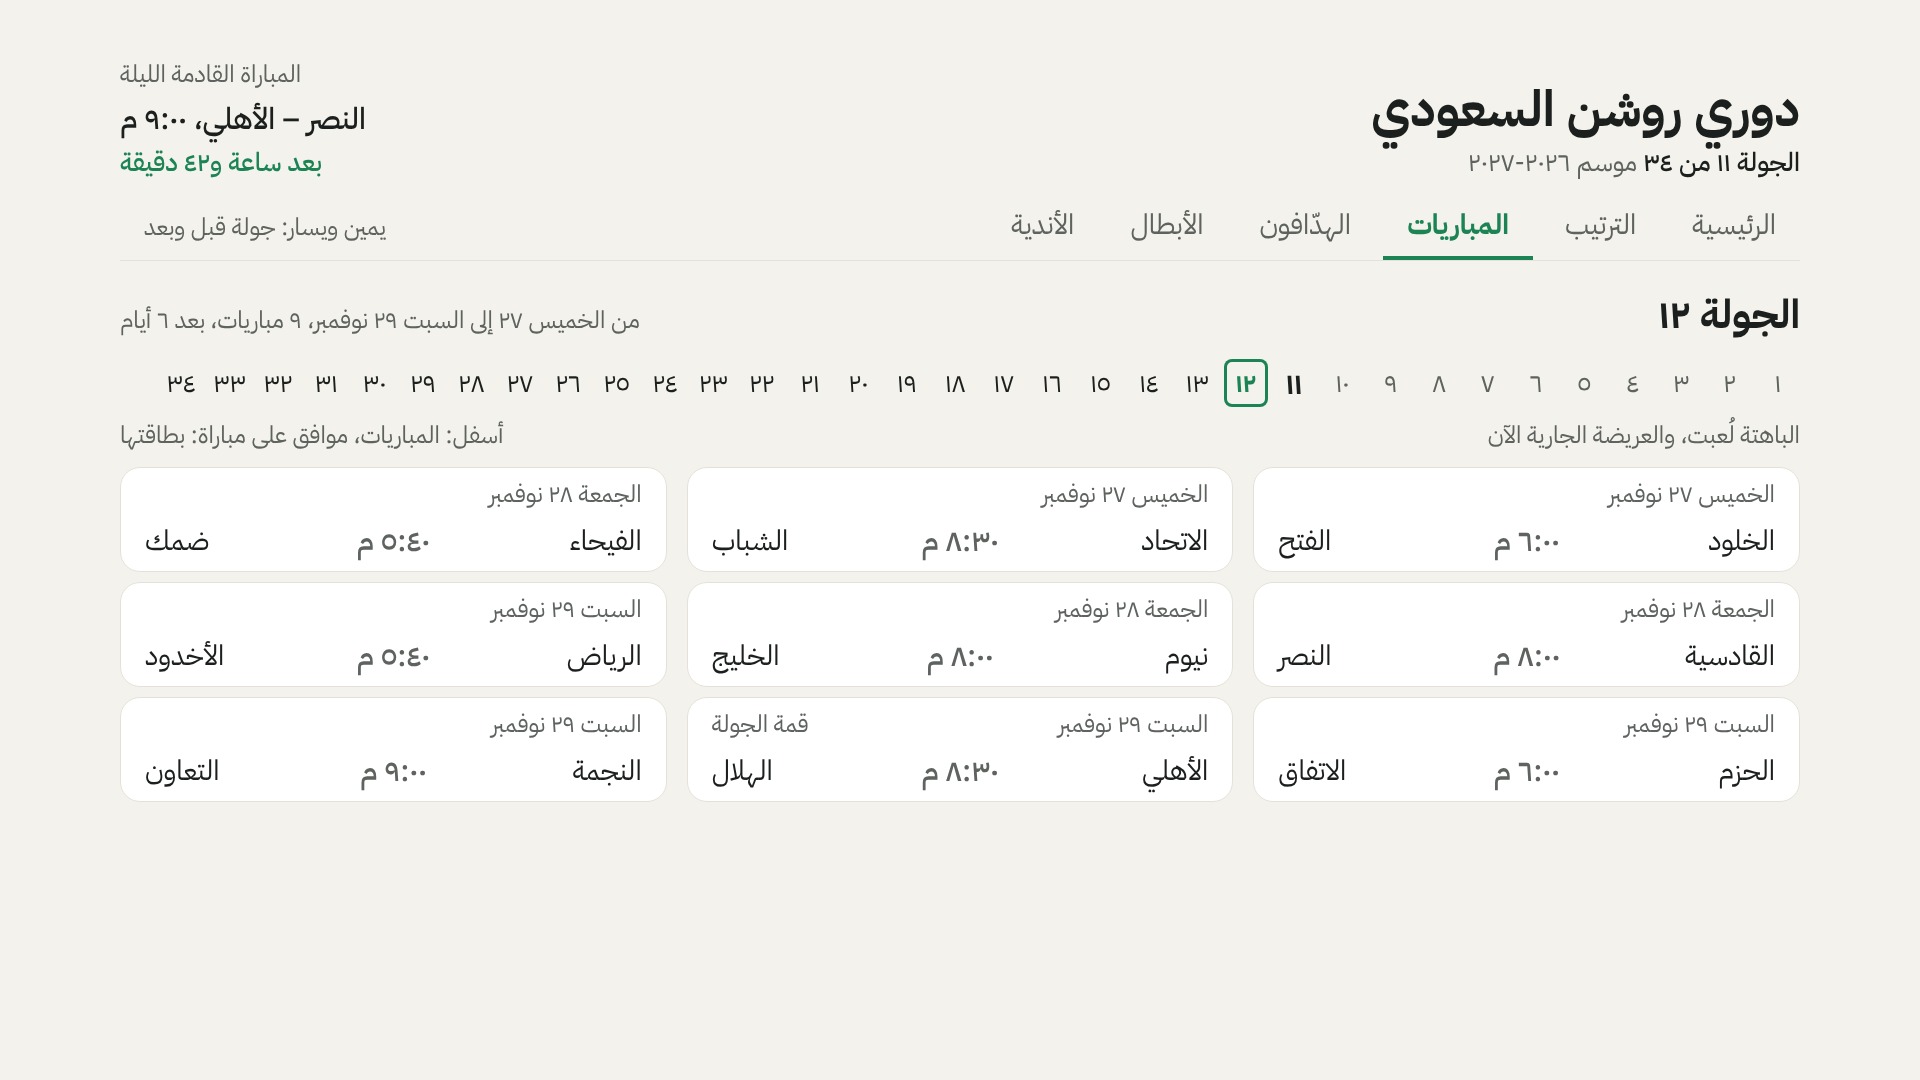 دوري روشن السعودي
الجولة ١١ من ٣٤ موسم ٢٠٢٦-٢٠٢٧
المباراة القادمة الليلة
النصر – الأهلي، ٩:٠٠ م
بعد ساعة و٤٢ دقيقة
الرئيسية الترتيب المباريات الهدّافون الأبطال الأندية
يمين ويسار: جولة قبل وبعد
الجولة ١٢
من الخميس ٢٧ إلى السبت ٢٩ نوفمبر، ٩ مباريات، بعد ٦ أيام
١ ٢ ٣ ٤ ٥ ٦ ٧ ٨ ٩ ١٠ ١١ ١٢ ١٣ ١٤ ١٥ ١٦ ١٧ ١٨ ١٩ ٢٠ ٢١ ٢٢ ٢٣ ٢٤ ٢٥ ٢٦ ٢٧ ٢٨ ٢٩ ٣٠ ٣١ ٣٢ ٣٣ ٣٤
الباهتة لُعبت، والعريضة الجارية الآن
أسفل: المباريات، موافق على مباراة: بطاقتها
الخميس ٢٧ نوفمبر
الخلود ٦:٠٠ م الفتح
الخميس ٢٧ نوفمبر
الاتحاد ٨:٣٠ م الشباب
الجمعة ٢٨ نوفمبر
الفيحاء ٥:٤٠ م ضمك
الجمعة ٢٨ نوفمبر
القادسية ٨:٠٠ م النصر
الجمعة ٢٨ نوفمبر
نيوم ٨:٠٠ م الخليج
السبت ٢٩ نوفمبر
الرياض ٥:٤٠ م الأخدود
السبت ٢٩ نوفمبر
الحزم ٦:٠٠ م الاتفاق
السبت ٢٩ نوفمبر قمة الجولة
الأهلي ٨:٣٠ م الهلال
السبت ٢٩ نوفمبر
النجمة ٩:٠٠ م التعاون